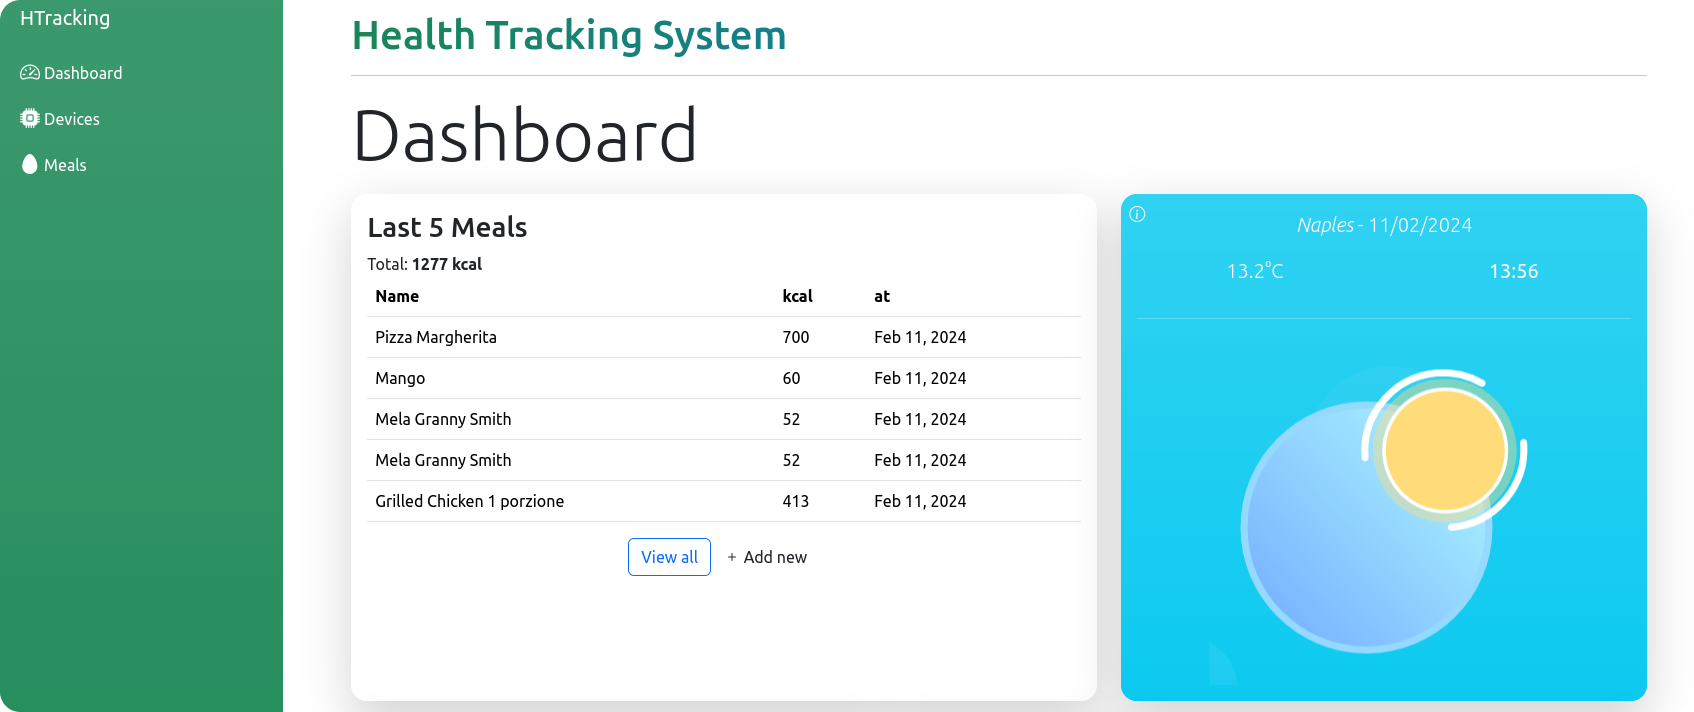 HTracking
Dashboard
Devices
Meals
Health Tracking System
Dashboard
Last 5 Meals
Total: 1277 kcal
Name kcal at
Pizza Margherita 700 Feb 11, 2024
Mango 60 Feb 11, 2024
Mela Granny Smith 52 Feb 11, 2024
Mela Granny Smith 52 Feb 11, 2024
Grilled Chicken 1 porzione 413 Feb 11, 2024
View all + Add new
Naples - 11/02/2024
13.2°C 13:56